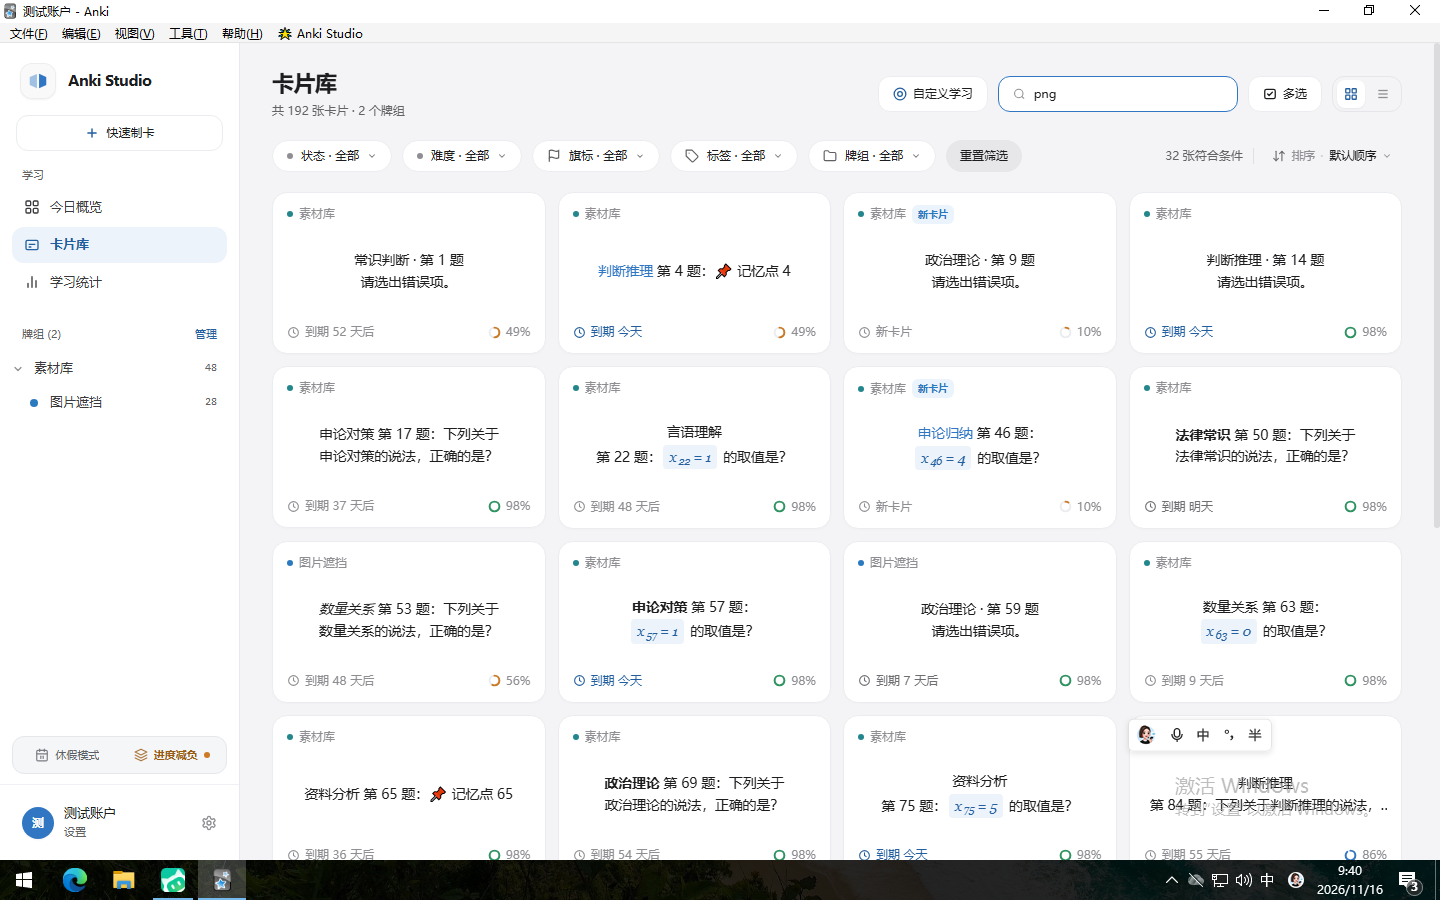 测试账户 - Anki
文件(F) 编辑(E) 视图(V) 工具(T) 帮助(H) Anki Studio
Anki Studio
快速制卡
学习
今日概览
卡片库
学习统计
牌组 (2) 管理
素材库 48
图片遮挡 28
休假模式 进度减负
测 测试账户
设置
卡片库
共 192 张卡片 · 2 个牌组
自定义学习 png 多选
状态 · 全部 难度 · 全部 旗标 · 全部 标签 · 全部 牌组 · 全部 重置筛选 32 张符合条件 排序 · 默认顺序
素材库
常识判断 · 第 1 题
请选出错误项。
到期 52 天后 49%
素材库
判断推理 第 4 题：📌 记忆点 4
到期 今天 49%
素材库 新卡片
政治理论 · 第 9 题
请选出错误项。
新卡片 10%
素材库
判断推理 · 第 14 题
请选出错误项。
到期 今天 98%
素材库
申论对策 第 17 题：下列关于
申论对策的说法，正确的是？
到期 37 天后 98%
素材库
言语理解
第 22 题： x22 = 1 的取值是？
到期 48 天后 98%
素材库 新卡片
申论归纳 第 46 题：
x46 = 4 的取值是？
新卡片 10%
素材库
法律常识 第 50 题：下列关于
法律常识的说法，正确的是？
到期 明天 98%
图片遮挡
数量关系 第 53 题：下列关于
数量关系的说法，正确的是？
到期 48 天后 56%
素材库
申论对策 第 57 题：
x57 = 1 的取值是？
到期 今天 98%
图片遮挡
政治理论 · 第 59 题
请选出错误项。
到期 7 天后 98%
素材库
数量关系 第 63 题：
x63 = 0 的取值是？
到期 9 天后 98%
素材库
资料分析 第 65 题：📌 记忆点 65
到期 36 天后 98%
素材库
政治理论 第 69 题：下列关于
政治理论的说法，正确的是？
到期 54 天后 98%
素材库
资料分析
第 75 题： x75 = 5 的取值是？
到期 今天 98%
中 °, 半
判断推理
第 84 题：下列关于判断推理的说法，..
到期 55 天后 86%
激活 Windows
转到"设置"以激活 Windows。
中
9:40
2026/11/16
3